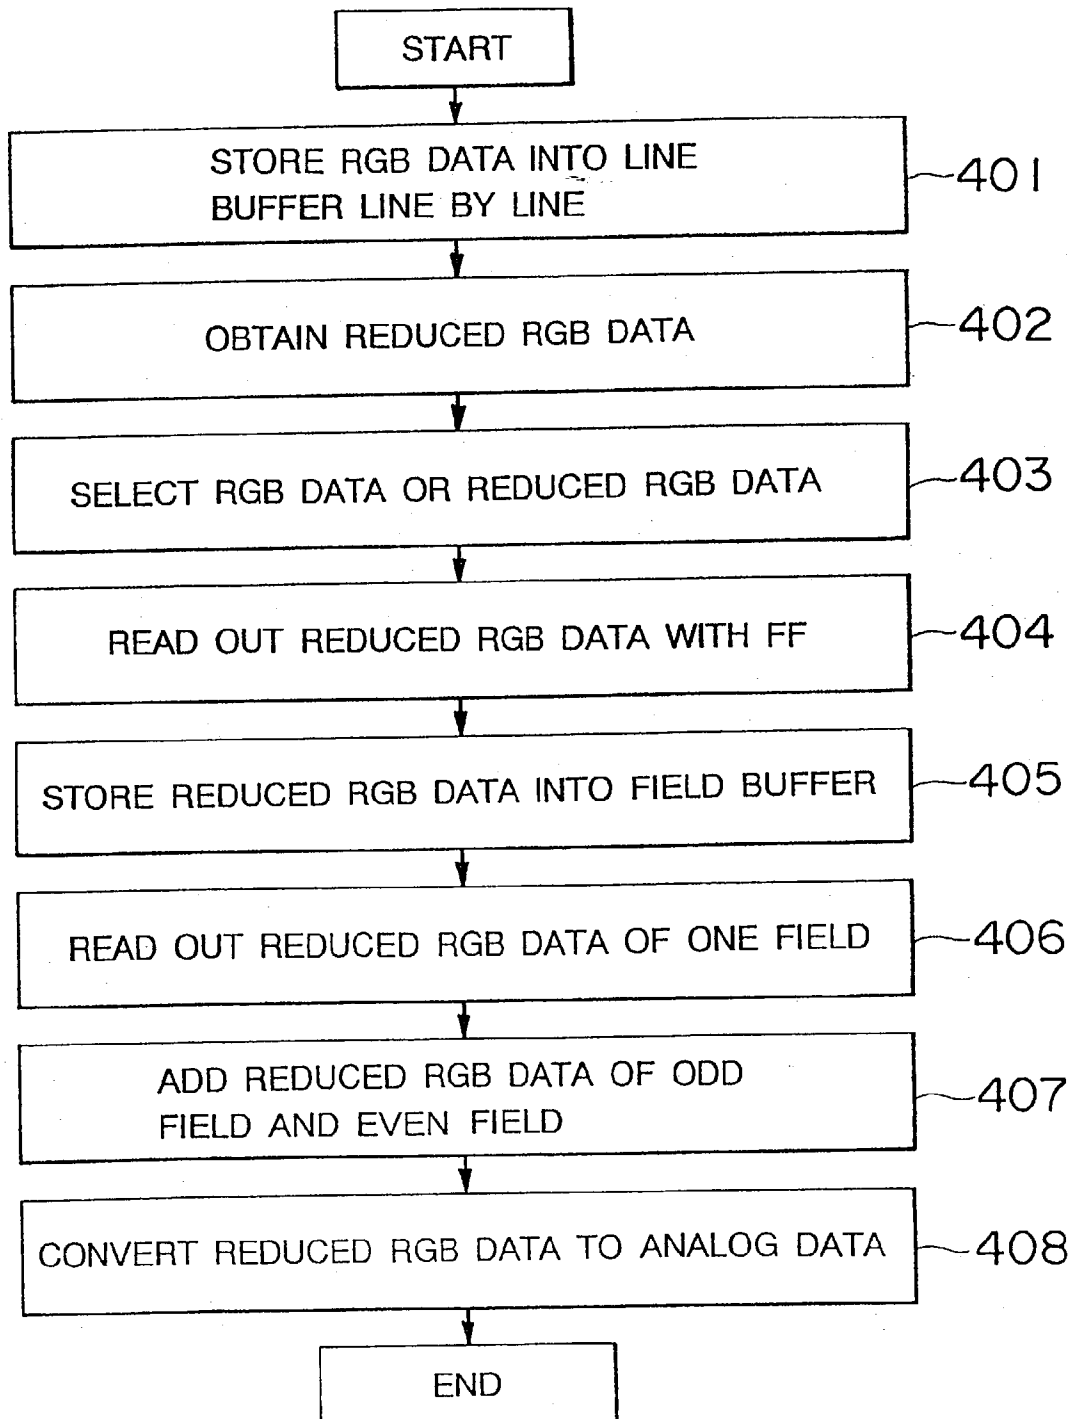 START
STORE RGB DATA INTO LINE
BUFFER LINE BY LINE
401
OBTAIN REDUCED RGB DATA
402
SELECT RGB DATA OR REDUCED RGB DATA
403
READ OUT REDUCED RGB DATA WITH FF
404
STORE REDUCED RGB DATA INTO FIELD BUFFER
405
READ OUT REDUCED RGB DATA OF ONE FIELD
406
ADD REDUCED RGB DATA OF ODD
FIELD AND EVEN FIELD
407
CONVERT REDUCED RGB DATA TO ANALOG DATA
408
END